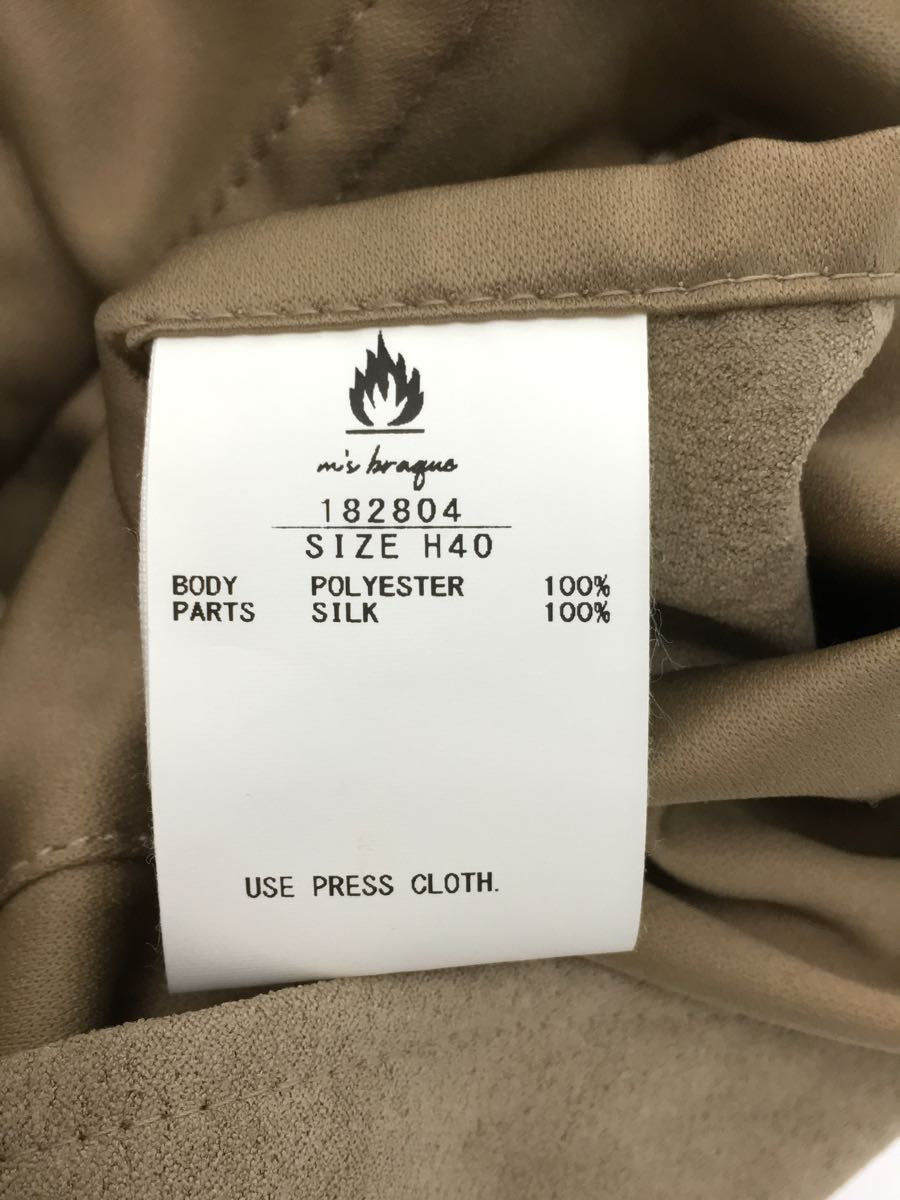 m's braque
182804
SIZE H40
BODY POLYESTER 100%
PARTS SILK 100%
USE PRESS CLOTH.